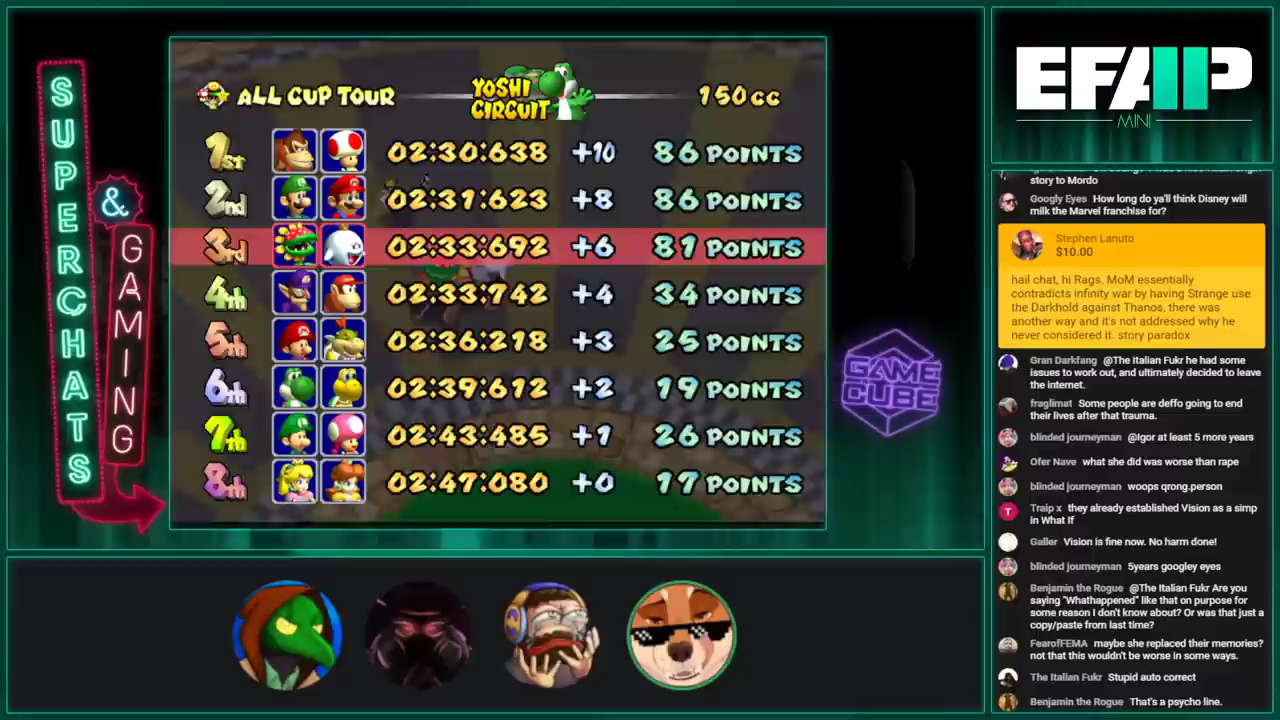 SUPERCHATS
&
GAMING
ALL CUP TOUR
YOSHI
CIRCUIT
150cc
1st 02:30:638 +10 86 POINTS
2nd 02:31:623 +8 86 POINTS
3rd 02:33:692 +6 81 POINTS
4th 02:33:742 +4 34 POINTS
5th 02:36:218 +3 25 POINTS
6th 02:39:612 +2 19 POINTS
7th 02:43:485 +1 26 POINTS
8th 02:47:080 +0 17 POINTS
GAME
CUBE
EFAP
MINI
story to Mordo
Googly Eyes How long do ya'll think Disney will
milk the Marvel franchise for?
Stephen Lanuto
$10.00
hail chat, hi Rags. MoM essentially
contradicts infinity war by having Strange use
the Darkhold against Thanos, there was
another way and it's not addressed why he
never considered it. story paradox
Gran Darkfang @The Italian Fukr he had some
issues to work out, and ultimately decided to leave
the internet.
fraglimat Some people are deffo going to end
their lives after that trauma.
blinded journeyman @Igor at least 5 more years
Ofer Nave what she did was worse than rape
blinded journeyman woops qrong.person
T
Traip x they already established Vision as a simp
in What If
Galler Vision is fine now. No harm done!
blinded journeyman 5years googley eyes
Benjamin the Rogue @The Italian Fukr Are you
saying "Whathappened" like that on purpose for
some reason I don't know about? Or was that just a
copy/paste from last time?
FearofFEMA maybe she replaced their memories?
not that this wouldn't be worse in some ways.
The Italian Fukr Stupid auto correct
Benjamin the Rogue That's a psycho line.